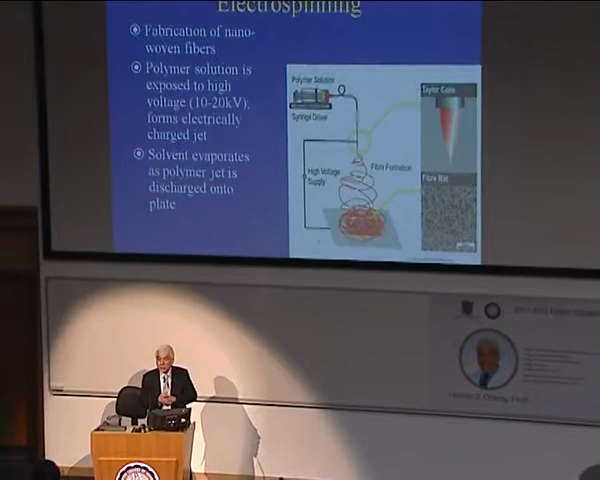 Electrospinning
Fabrication of nano-
woven fibers
Polymer solution is
exposed to high
voltage (10-20kV);
forms electrically
charged jet
Solvent evaporates
as polymer jet is
discharged onto
plate
Polymer Solution
Syringe Driver
High Voltage
Supply
Fibre Formation
Taylor Cone
Fibre Mat